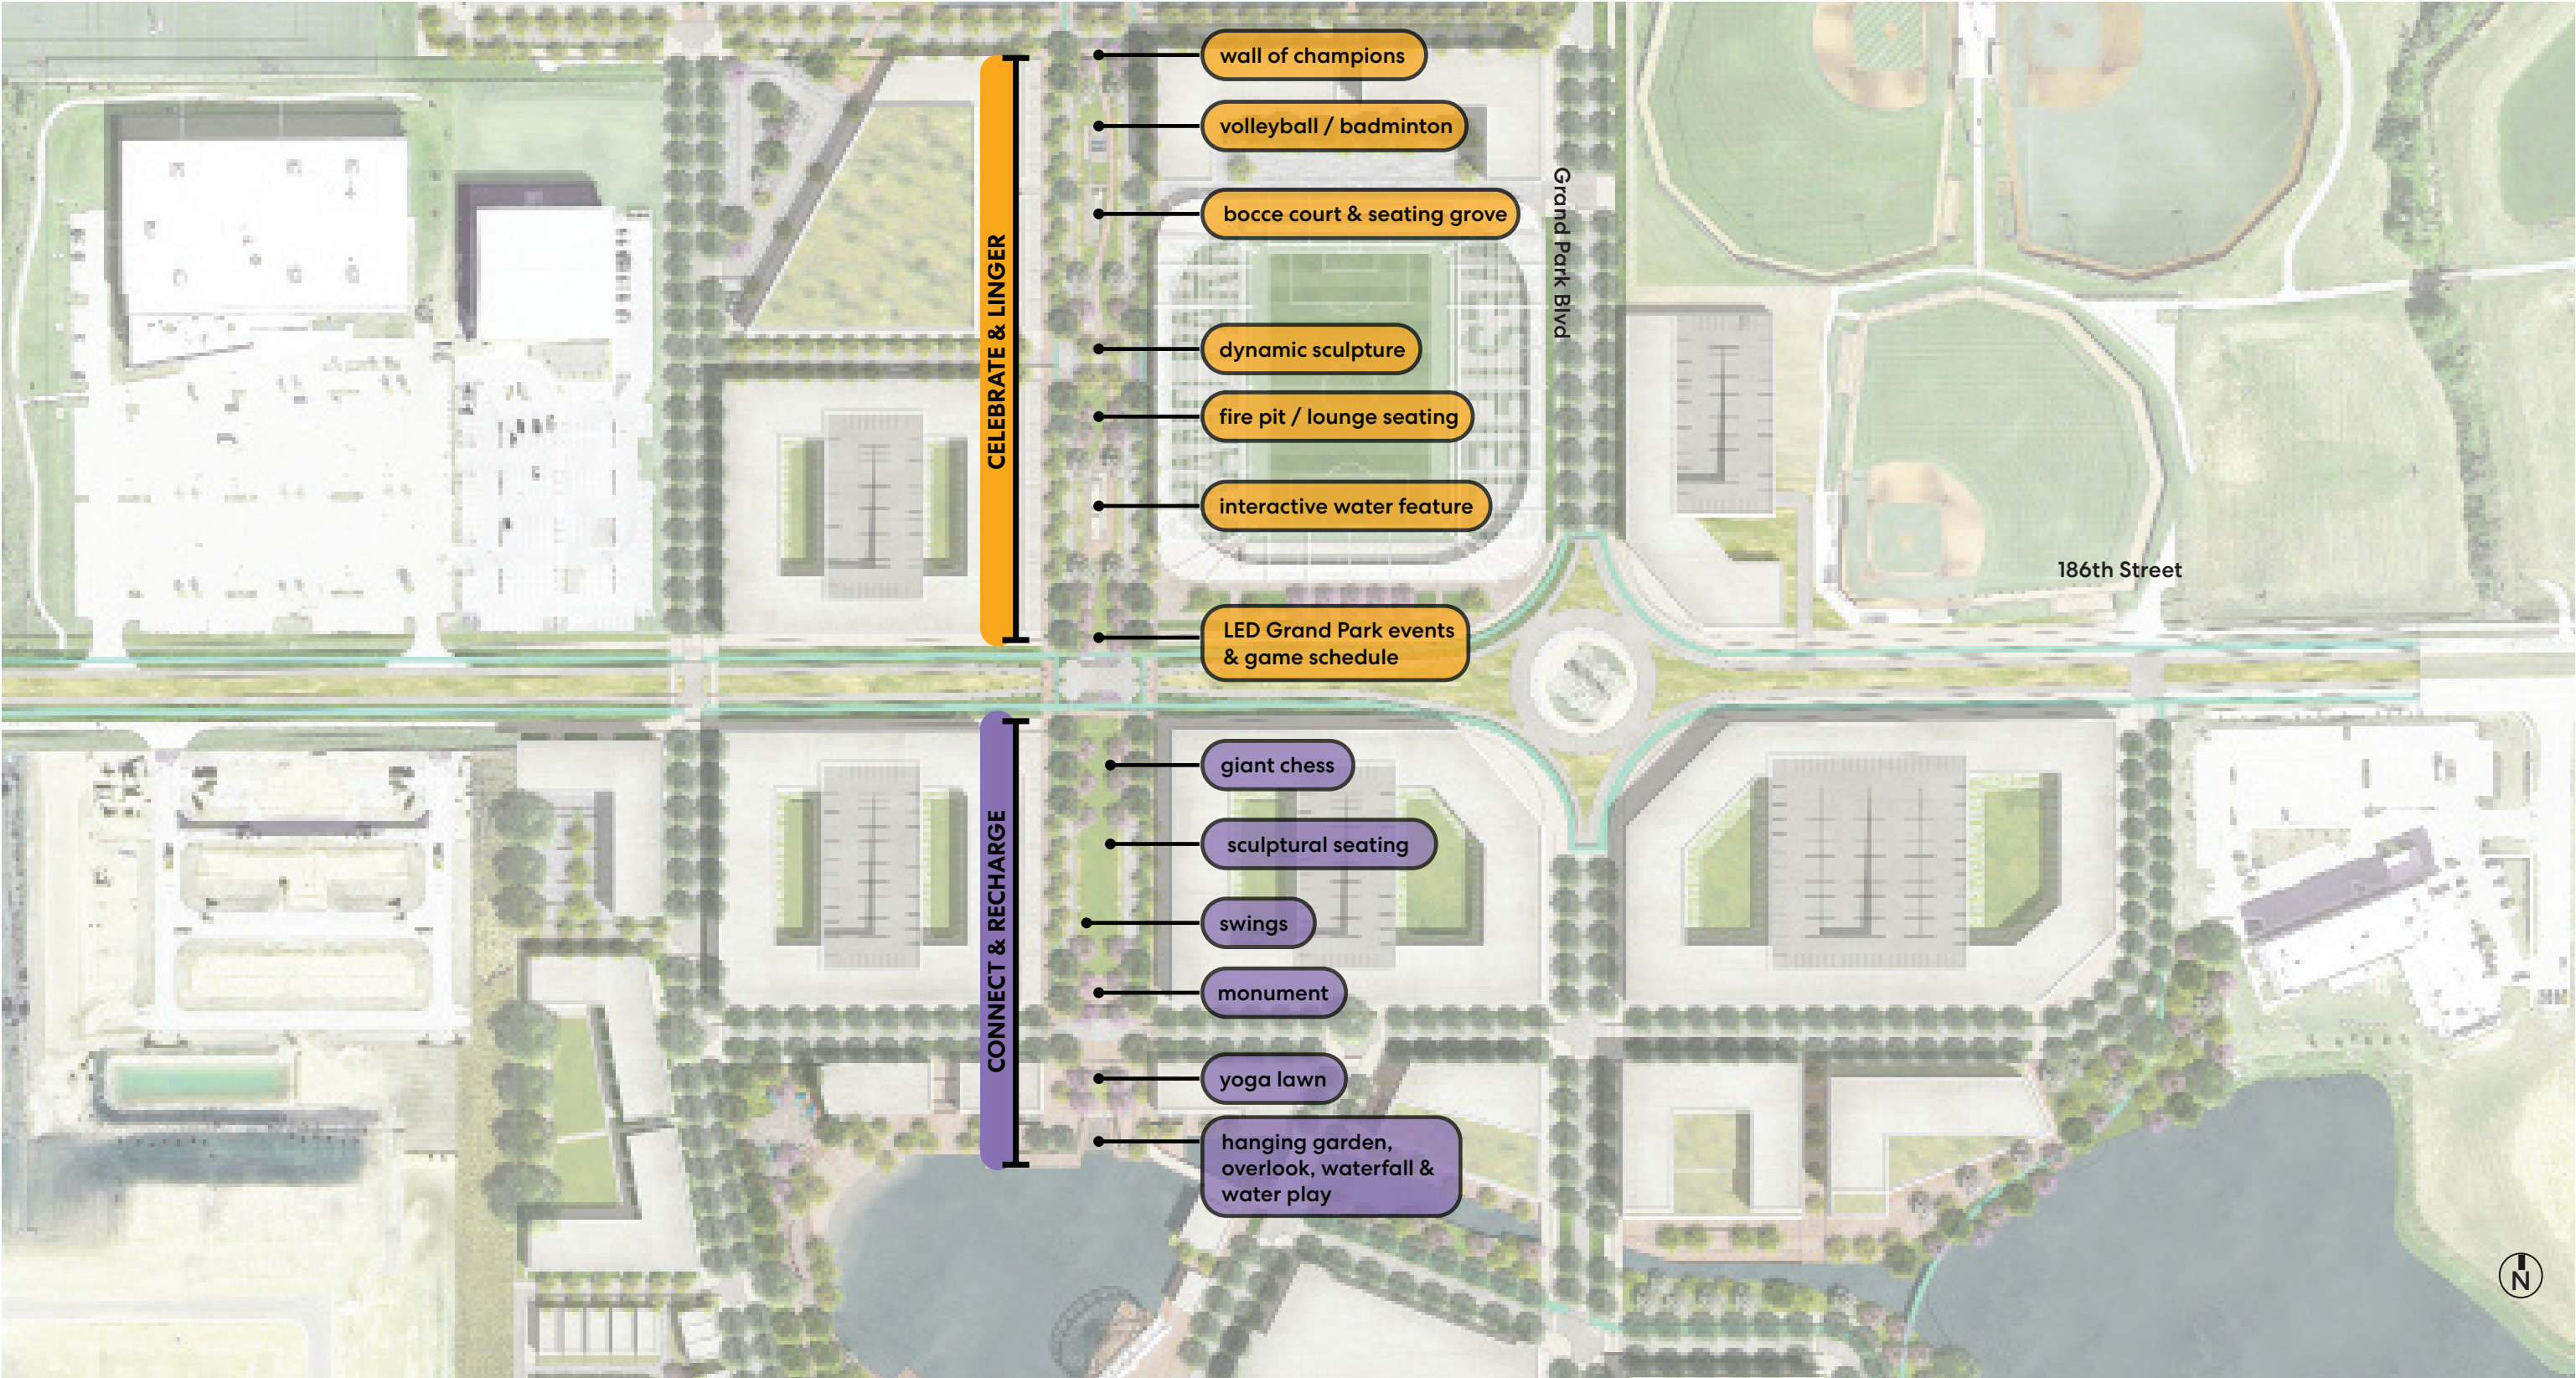 wall of champions
volleyball / badminton
bocce court & seating grove
dynamic sculpture
fire pit / lounge seating
interactive water feature
LED Grand Park events
& game schedule
CELEBRATE & LINGER
Grand Park Blvd
WESTFIELD
186th Street
giant chess
sculptural seating
swings
monument
yoga lawn
hanging garden,
overlook, waterfall &
water play
CONNECT & RECHARGE
N